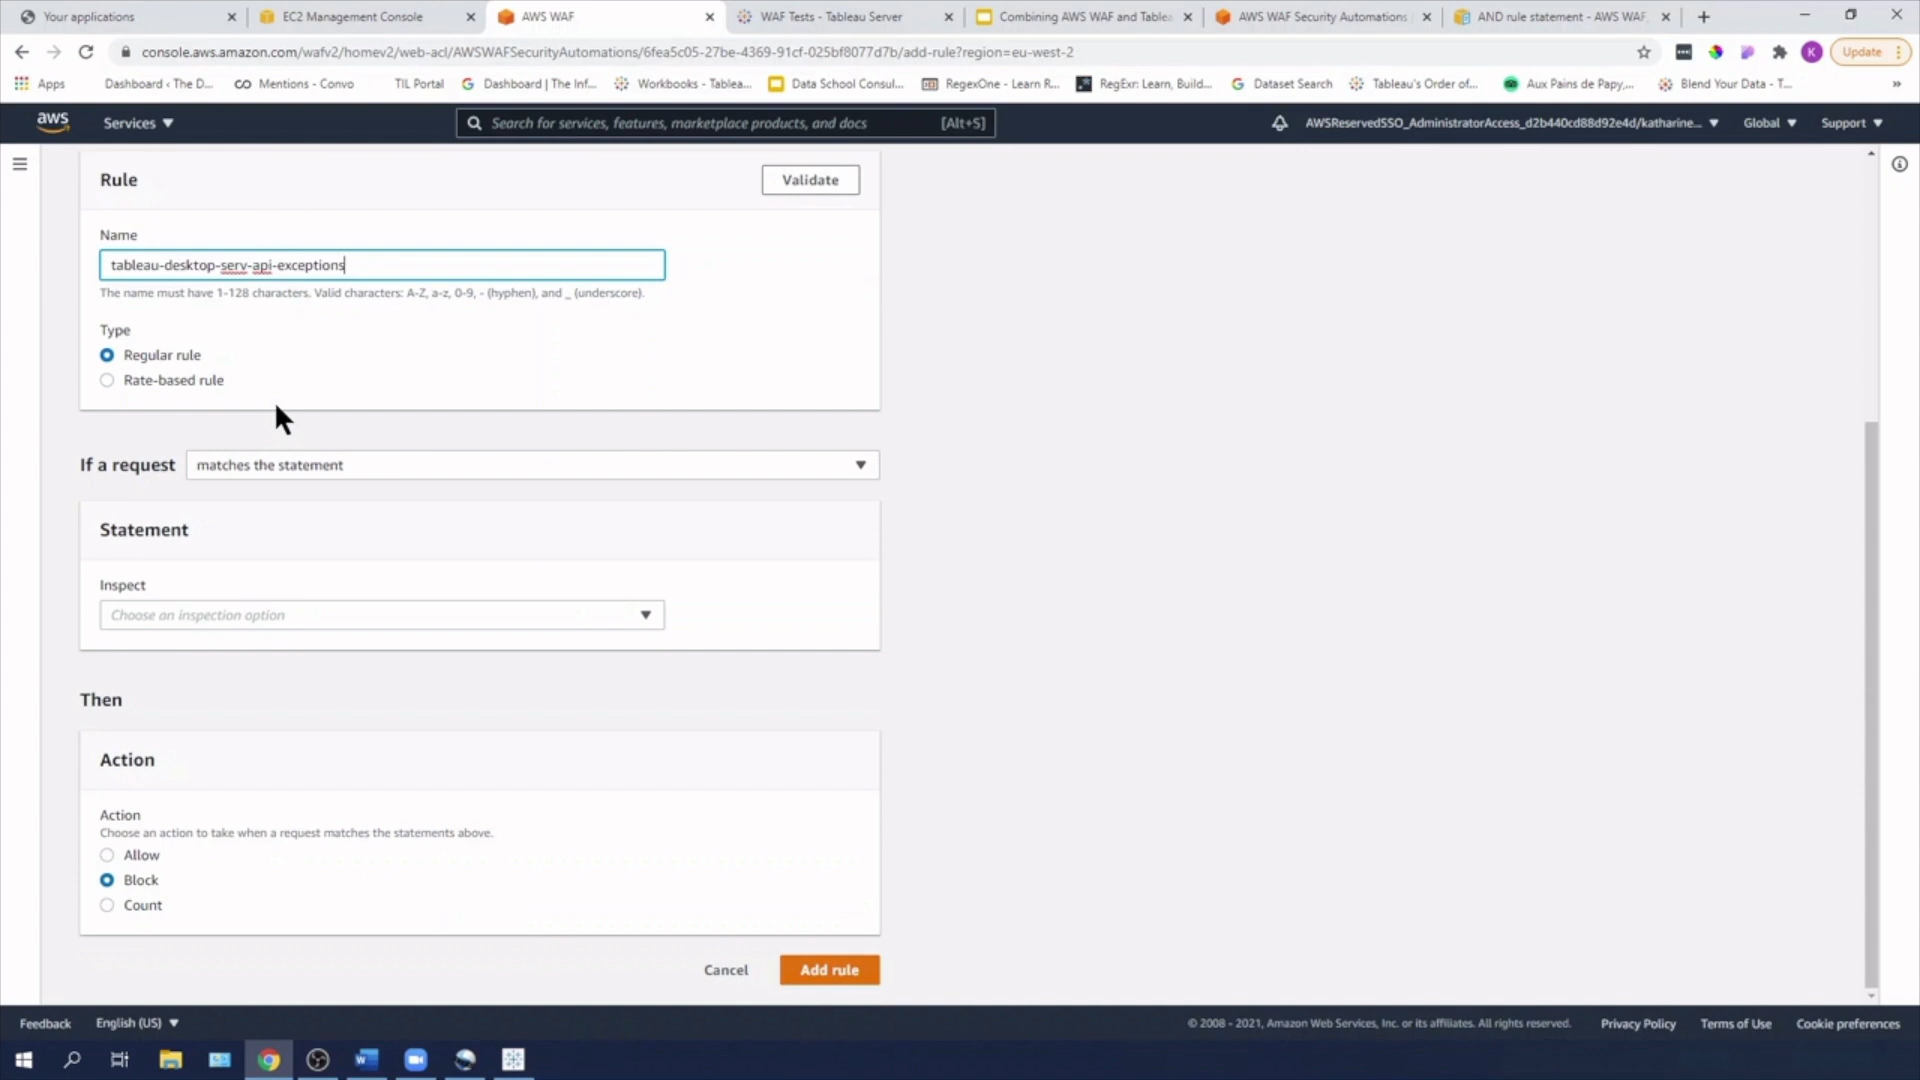 Your applications
EC2 Management Console
AWS WAF
WAF Tests - Tableau Server
Combining AWS WAF and Tablea
AWS WAF Security Automations
AND rule statement - AWS WAF,
console.aws.amazon.com/wafv2/homev2/web-acl/AWSWAFSecurityAutomations/6fea5c05-27be-4369-91cf-025bf8077d7b/add-rule?region=eu-west-2
K
Update
Apps
Dashboard ‹ The D...
Mentions - Convo
TIL Portal
Dashboard | The Inf...
Workbooks - Tablea...
Data School Consul...
RegexOne - Learn R...
RegExr: Learn, Build...
Dataset Search
Tableau's Order of...
Aux Pains de Papy,...
Blend Your Data - T...
»
aws
Services
Search for services, features, marketplace products, and docs
[Alt+S]
AWSReservedSSO_AdministratorAccess_d2b440cd88d92e4d/katharine...
Global
Support
Rule
Validate
Name
tableau-desktop-serv-api-exceptions
The name must have 1-128 characters. Valid characters: A-Z, a-z, 0-9, - (hyphen), and _ (underscore).
Type
Regular rule
Rate-based rule
If a request
matches the statement
Statement
Inspect
Choose an inspection option
Then
Action
Action
Choose an action to take when a request matches the statements above.
Allow
Block
Count
Cancel
Add rule
Feedback
English (US)
© 2008 - 2021, Amazon Web Services, Inc. or its affiliates. All rights reserved.
Privacy Policy
Terms of Use
Cookie preferences